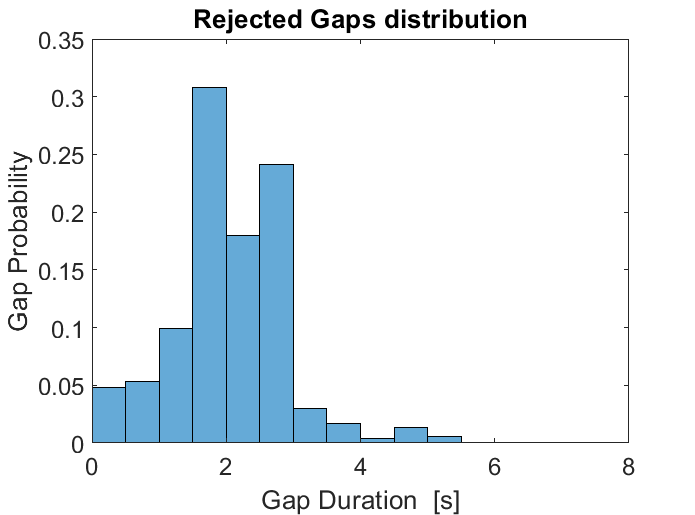 Rejected Gaps distribution
0.35
0.3
0.25
0.2
0.15
0.1
0.05
0
Gap Probability
0 2 4 6 8
Gap Duration [s]